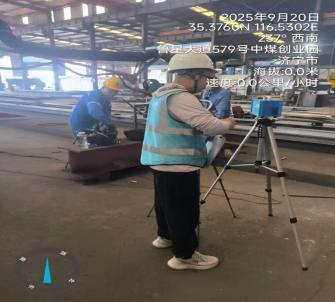 2025年9月20日
35.3760N 116.5302E
237° 西南
鲁星大道579号中煤创业园
济宁市
海拔:0.0米
速度:0.0公里/小时